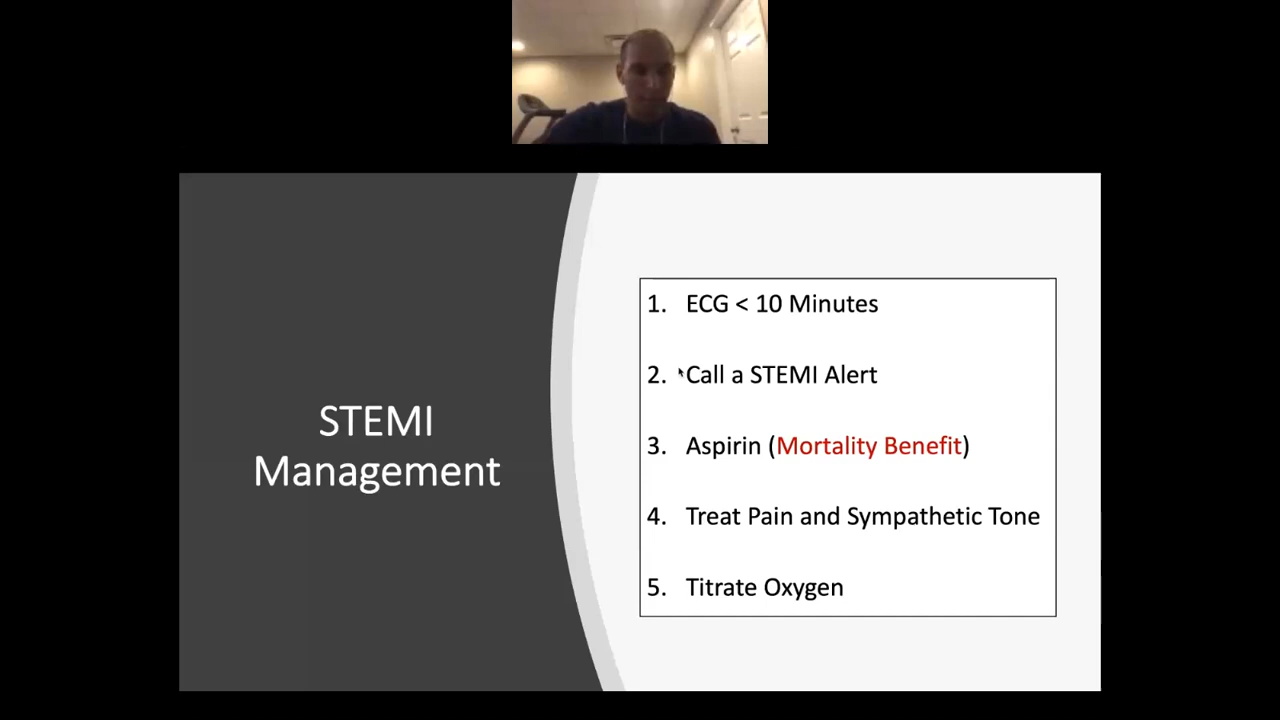 STEMI
Management
1. ECG < 10 Minutes
2. Call a STEMI Alert
3. Aspirin (Mortality Benefit)
4. Treat Pain and Sympathetic Tone
5. Titrate Oxygen